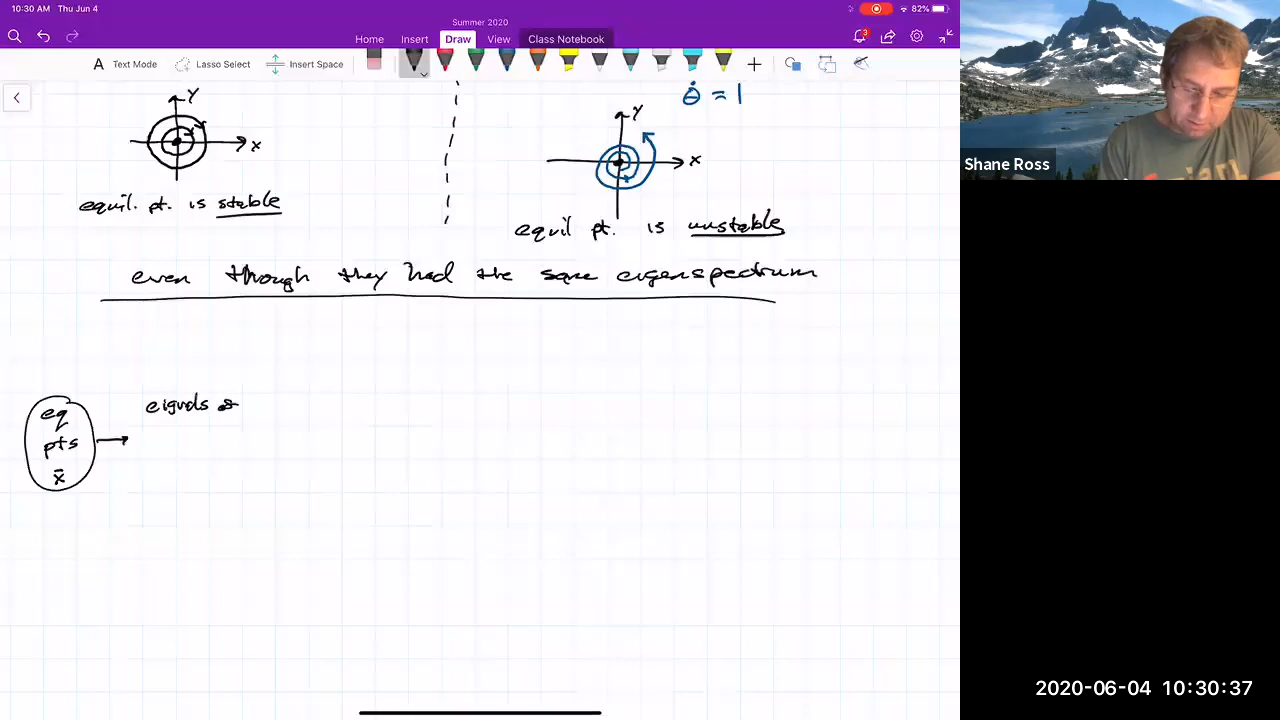 10:30 AM Thu Jun 4
82%
Summer 2020
Home Insert Draw View Class Notebook
3
A Text Mode Lasso Select Insert Space
θ̇ = 1
Y
x
equil. pt. is stable
Y
x
equil pt. is unstable
even though they had the same eigenspectrum
eq
pts
x̄
eigvals of
Shane Ross
2020-06-04 10:30:37